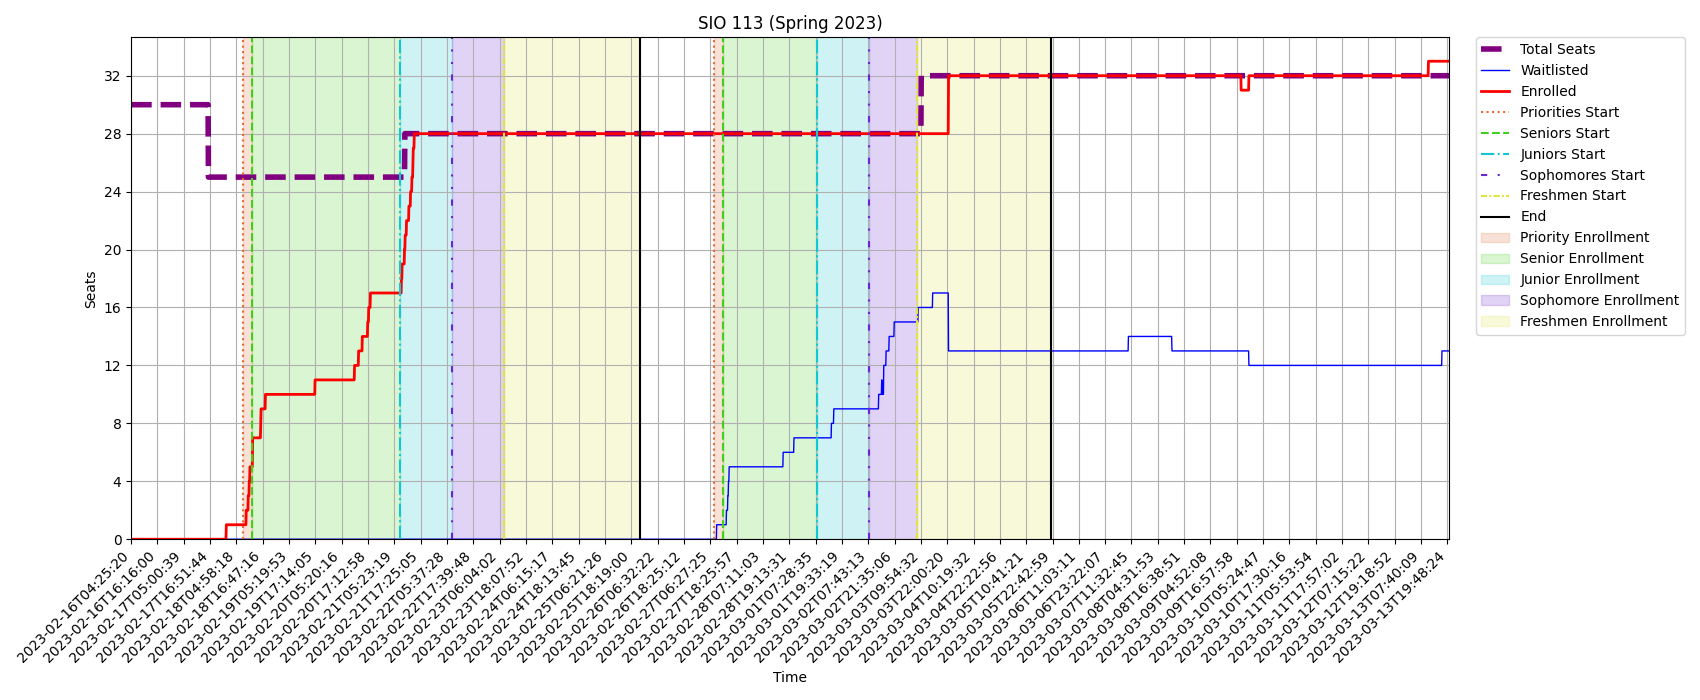 SIO 113 (Spring 2023)
Seats
32
28
24
20
16
12
8
4
0
2023-02-16T04:25:20
2023-02-16T16:16:00
2023-02-17T05:00:39
2023-02-17T16:51:44
2023-02-18T04:58:18
2023-02-18T16:47:16
2023-02-19T05:19:53
2023-02-19T17:14:05
2023-02-20T05:20:16
2023-02-20T17:12:58
2023-02-21T05:23:19
2023-02-21T17:25:05
2023-02-22T05:37:28
2023-02-22T17:39:48
2023-02-23T06:04:02
2023-02-23T18:07:52
2023-02-24T06:15:17
2023-02-24T18:13:45
2023-02-25T06:21:26
2023-02-25T18:19:00
2023-02-26T06:32:22
2023-02-26T18:25:12
2023-02-27T06:27:23
2023-02-27T18:25:57
2023-02-28T07:11:03
2023-02-28T19:13:31
2023-03-01T07:28:35
2023-03-01T19:33:19
2023-03-02T07:43:13
2023-03-02T21:35:06
2023-03-03T09:54:32
2023-03-03T22:00:20
2023-03-04T10:19:32
2023-03-04T22:22:56
2023-03-05T10:41:21
2023-03-05T22:42:59
2023-03-06T11:03:11
2023-03-06T23:22:07
2023-03-07T11:32:45
2023-03-08T04:31:53
2023-03-08T16:38:51
2023-03-09T04:52:08
2023-03-09T16:57:58
2023-03-10T05:24:47
2023-03-10T17:30:16
2023-03-11T05:53:54
2023-03-11T17:57:02
2023-03-12T07:15:22
2023-03-12T19:18:52
2023-03-13T07:40:09
2023-03-13T19:48:24
Time
Total Seats
Waitlisted
Enrolled
Priorities Start
Seniors Start
Juniors Start
Sophomores Start
Freshmen Start
End
Priority Enrollment
Senior Enrollment
Junior Enrollment
Sophomore Enrollment
Freshmen Enrollment